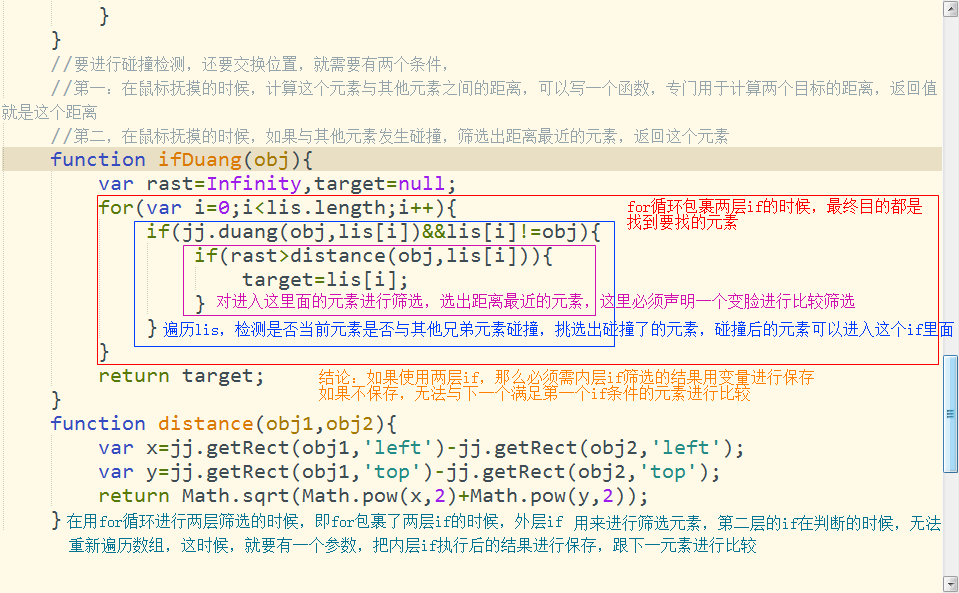 }
}
//要进行碰撞检测，还要交换位置，就需要有两个条件，
//第一：在鼠标抚摸的时候，计算这个元素与其他元素之间的距离，可以写一个函数，专门用于计算两个目标的距离，返回值
就是这个距离
//第二，在鼠标抚摸的时候，如果与其他元素发生碰撞，筛选出距离最近的元素，返回这个元素
function ifDuang(obj){
var rast=Infinity,target=null;
for(var i=0;i<lis.length;i++){
for循环包裹两层if的时候，最终目的都是
找到要找的元素
if(jj.duang(obj,lis[i])&&lis[i]!=obj){
if(rast>distance(obj,lis[i])){
target=lis[i];
} 对进入这里面的元素进行筛选，选出距离最近的元素，这里必须声明一个变脸进行比较筛选
} 遍历lis，检测是否当前元素是否与其他兄弟元素碰撞，挑选出碰撞了的元素，碰撞后的元素可以进入这个if里面
}
return target;
结论：如果使用两层if，那么必须需内层if筛选的结果用变量进行保存
如果不保存，无法与下一个满足第一个if条件的元素进行比较
}
function distance(obj1,obj2){
var x=jj.getRect(obj1,'left')-jj.getRect(obj2,'left');
var y=jj.getRect(obj1,'top')-jj.getRect(obj2,'top');
return Math.sqrt(Math.pow(x,2)+Math.pow(y,2));
} 在用for循环进行两层筛选的时候，即for包裹了两层if的时候，外层if 用来进行筛选元素，第二层的if在判断的时候，无法
重新遍历数组，这时候，就要有一个参数，把内层if执行后的结果进行保存，跟下一元素进行比较